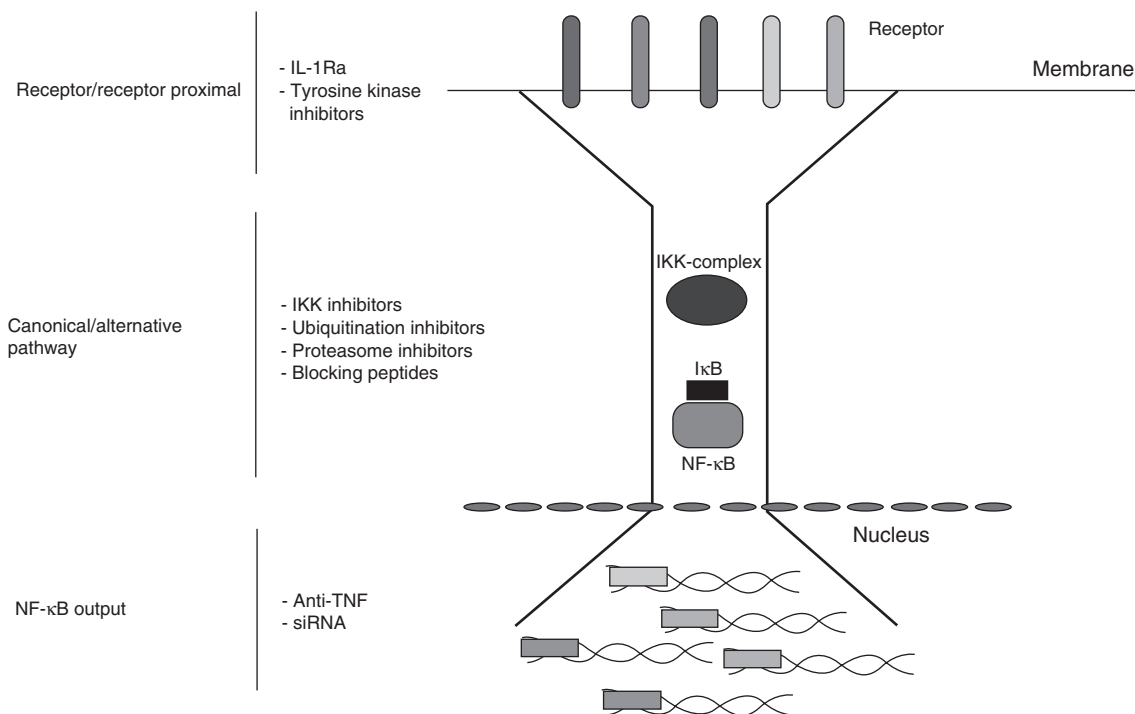 Receptor
Membrane
Receptor/receptor proximal
- IL-1Ra
- Tyrosine kinase
inhibitors
IKK-complex
Canonical/alternative
pathway
- IKK inhibitors
- Ubiquitination inhibitors
- Proteasome inhibitors
- Blocking peptides
IκB
NF-κB
Nucleus
NF-κB output
- Anti-TNF
- siRNA